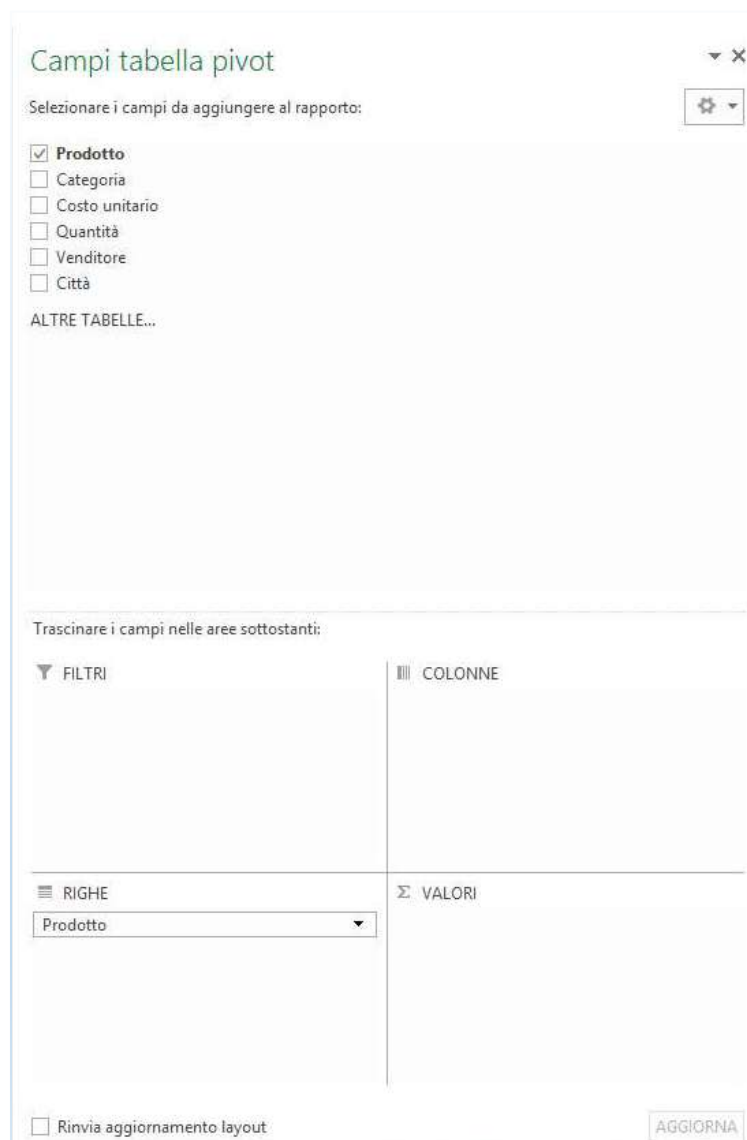 Campi tabella pivot
Selezionare i campi da aggiungere al rapporto:
Prodotto
Categoria
Costo unitario
Quantità
Venditore
Città
ALTRE TABELLE...
Trascinare i campi nelle aree sottostanti:
FILTRI
COLONNE
RIGHE
Prodotto
Σ VALORI
Rinvia aggiornamento layout
AGGIORNA